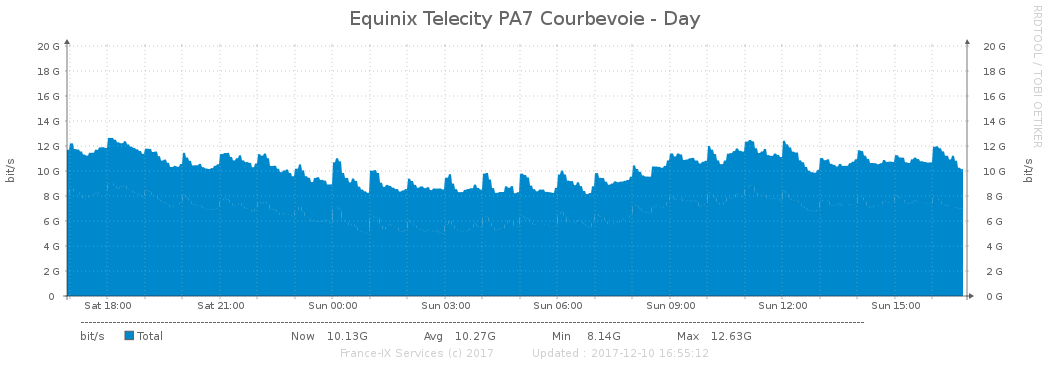 Equinix Telecity PA7 Courbevoie - Day
RRDTOOL / TOBI OETIKER
bit/s
20 G 20 G
18 G 18 G
16 G 16 G
14 G 14 G
12 G 12 G
10 G 10 G
8 G 8 G
6 G 6 G
4 G 4 G
2 G 2 G
0 0 G
bit/s
Sat 18:00 Sat 21:00 Sun 00:00 Sun 03:00 Sun 06:00 Sun 09:00 Sun 12:00 Sun 15:00
bit/s Total Now 10.13G Avg 10.27G Min 8.14G Max 12.63G
France-IX Services (c) 2017 Updated : 2017-12-10 16:55:12